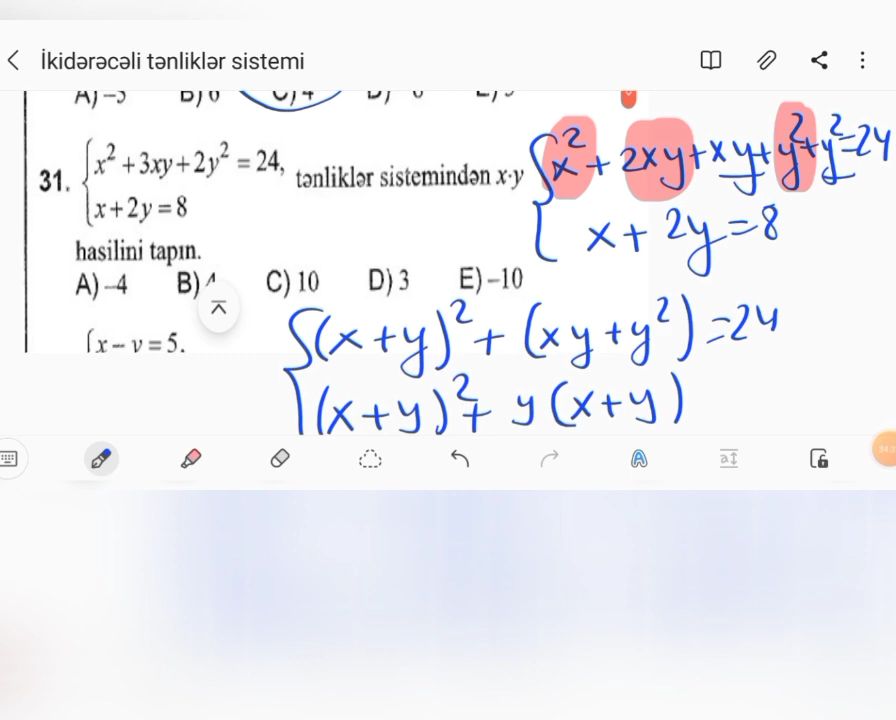 İkidərəcəli tənliklər sistemi
31. {x² + 3xy + 2y² = 24,
{x + 2y = 8
tənliklər sistemindən x·y
hasilini tapın.
A) –4 B) C) 10 D) 3 E) –10
{x – y = 5.
{x² + 2xy + xy + y² + y² = 24
{x + 2y = 8
{(x + y)² + (xy + y²) = 24
(x + y)² + y(x + y)